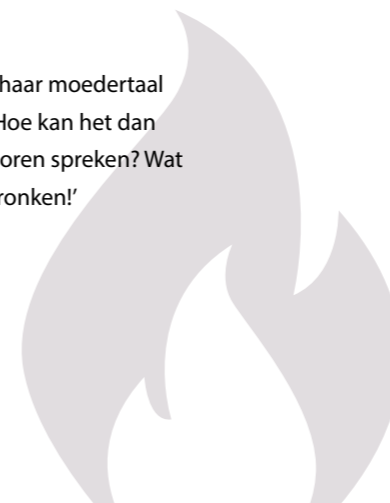 haar moedertaal
Hoe kan het dan
oren spreken? Wat
ronken!’